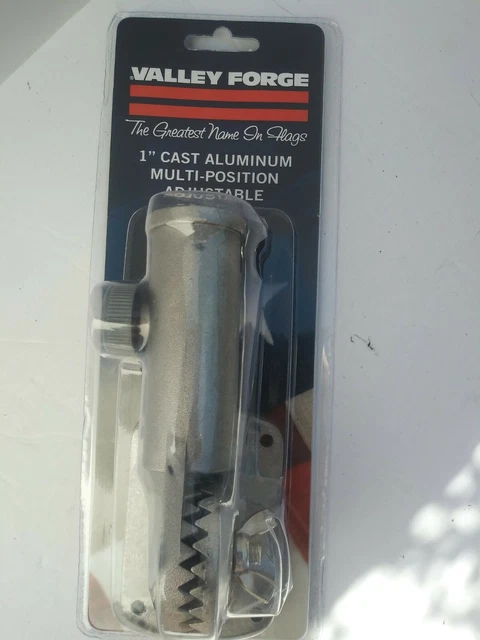 VALLEY FORGE
The Greatest Name In Flags
1" CAST ALUMINUM
MULTI-POSITION
ADJUSTABLE